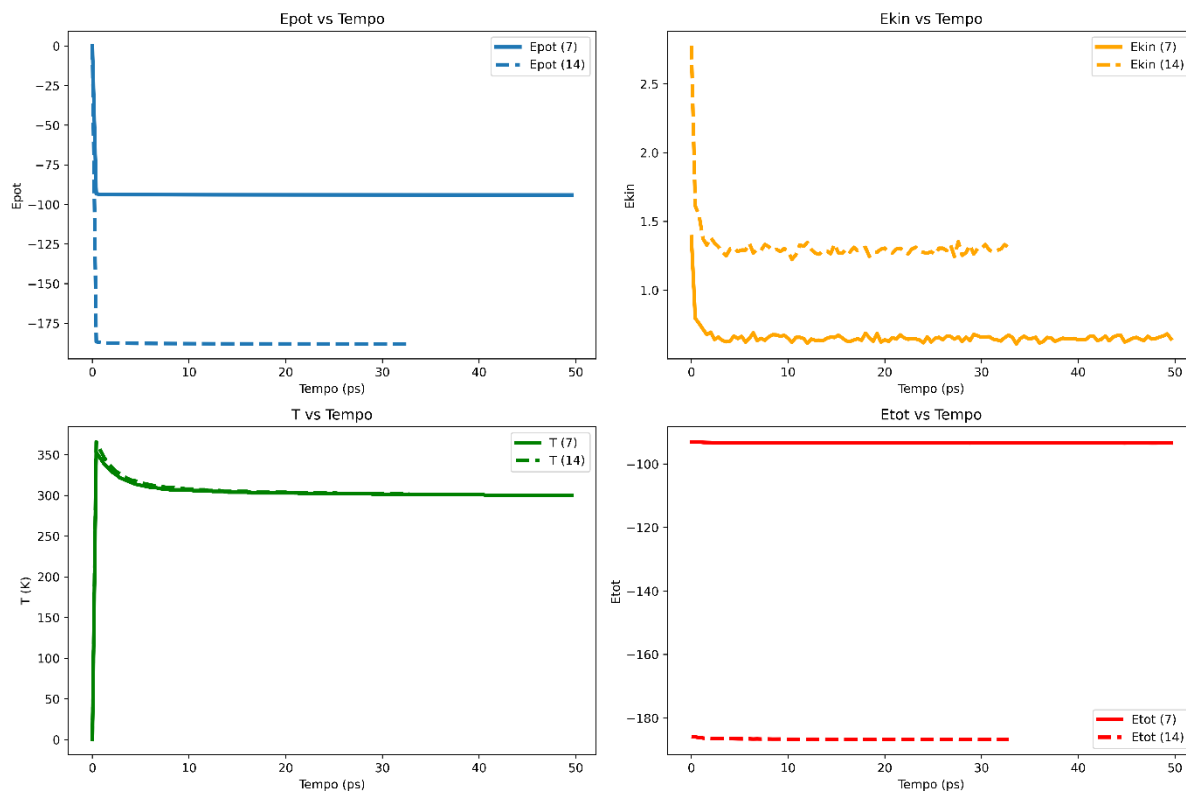 Epot vs Tempo
0
−25
−50
−75
−100
−125
−150
−175
Epot
Epot (7)
Epot (14)
0 10 20 30 40 50
Tempo (ps)
Ekin vs Tempo
2.5
2.0
1.5
1.0
Ekin
Ekin (7)
Ekin (14)
0 10 20 30 40 50
Tempo (ps)
T vs Tempo
350
300
250
200
150
100
50
0
T (K)
T (7)
T (14)
0 10 20 30 40 50
Tempo (ps)
Etot vs Tempo
−100
−120
−140
−160
−180
Etot
Etot (7)
Etot (14)
0 10 20 30 40 50
Tempo (ps)